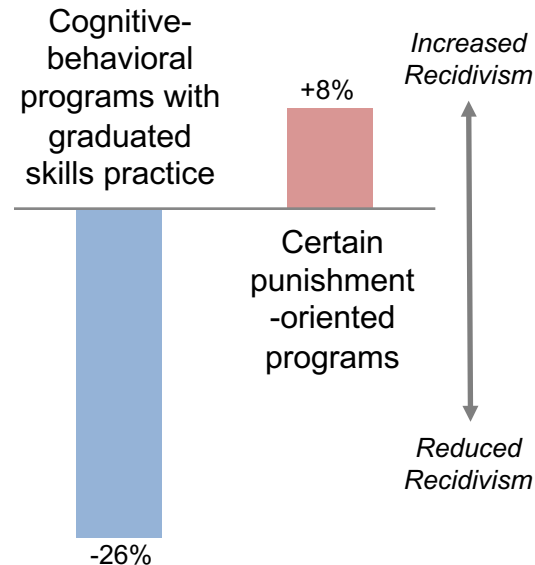 Cognitive-
behavioral
programs with
graduated
skills practice
+8%
Increased
Recidivism
Certain
punishment
-oriented
programs
Reduced
Recidivism
-26%